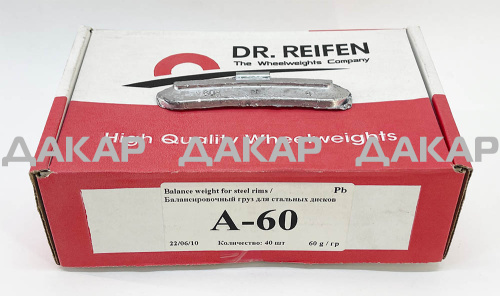 DR. REIFEN
The Wheelweights Company
60
High Quality Wheelweights
ДАКАР ДАКАР ДАКАР
Balance weight for steel rims / Pb
Балансировочный груз для стальных дисков
A-60
22/06/10 Количество: 40 шт 60 g / гр